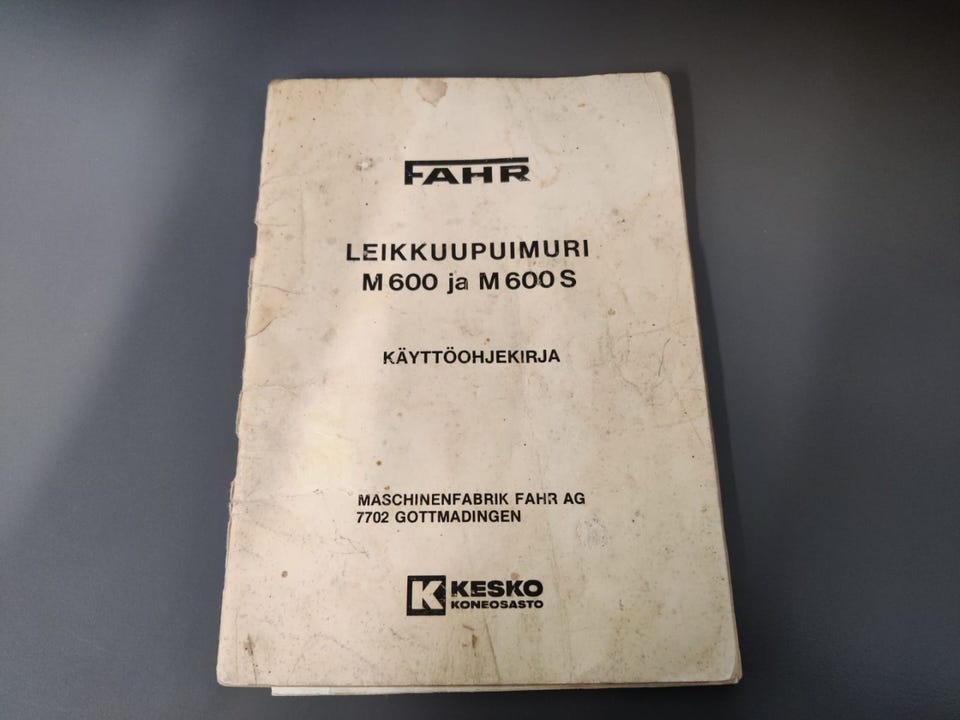 FAHR
LEIKKUUPUIMURI
M 600 ja M 600 S
KÄYTTÖOHJEKIRJA
MASCHINENFABRIK FAHR AG
7702 GOTTMADINGEN
K KESKO
KONEOSASTO